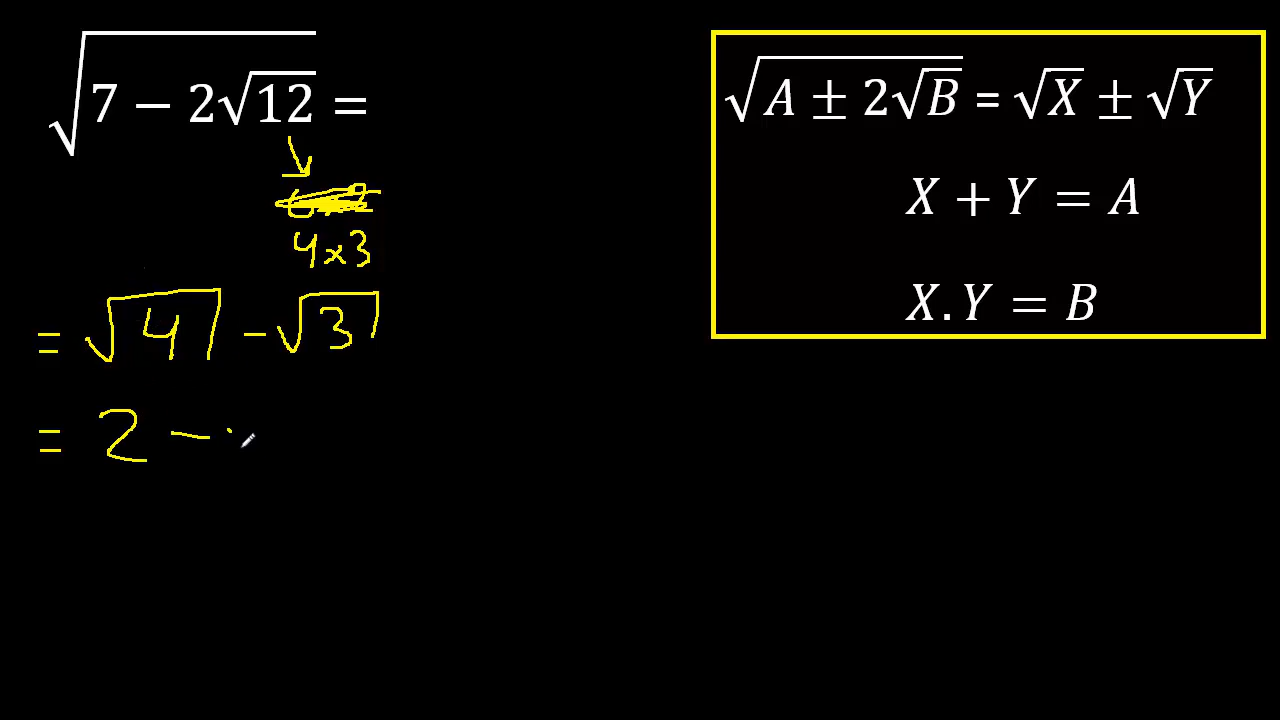 √(7 − 2√12) =
4x3
= √4 - √3
= 2 -
√(A ± 2√B) = √X ± √Y
X + Y = A
X.Y = B